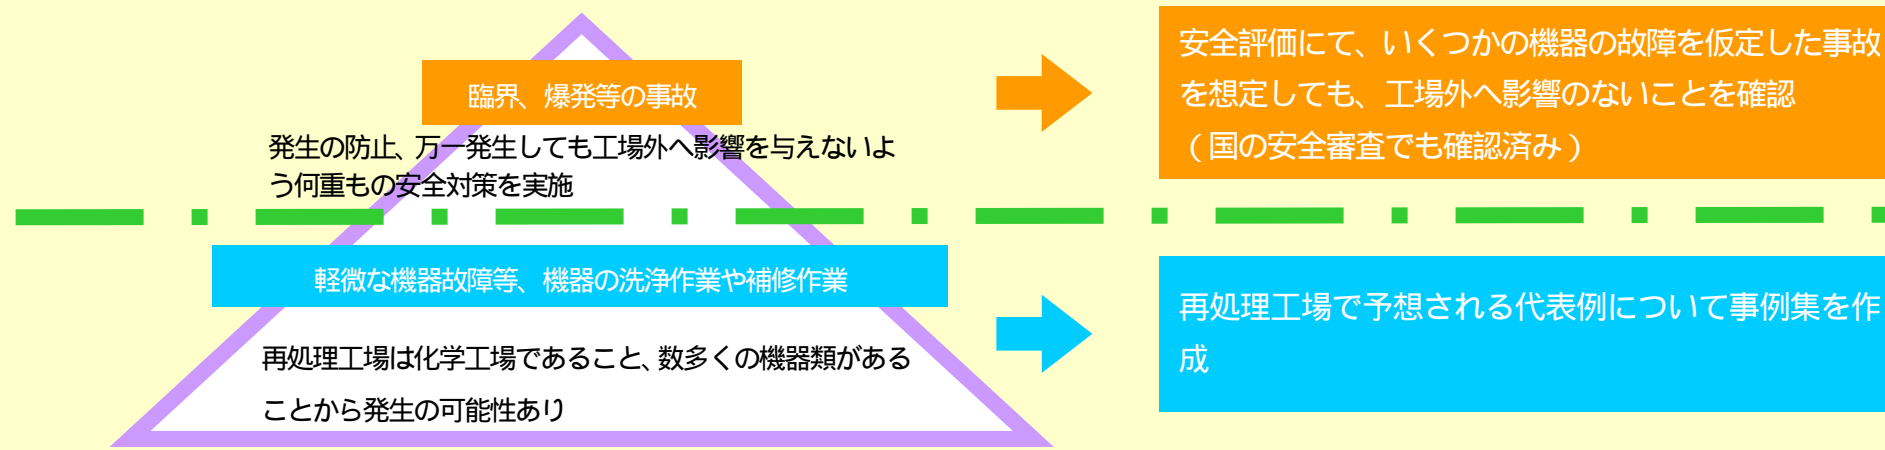 臨界、爆発等の事故
発生の防止、万一発生しても工場外へ影響を与えないよ
う何重もの安全対策を実施
安全評価にて、いくつかの機器の故障を仮定した事故
を想定しても、工場外へ影響のないことを確認
（国の安全審査でも確認済み）
軽微な機器故障等、機器の洗浄作業や補修作業
再処理工場は化学工場であること、数多くの機器類がある
ことから発生の可能性あり
再処理工場で予想される代表例について事例集を作
成